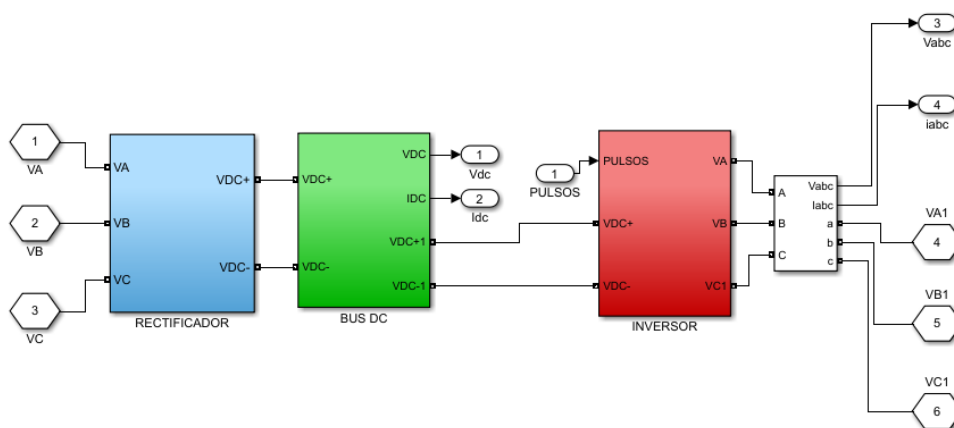 3
Vabc
4
iabc
1
VA
2
VB
3
VC
VA
VB
VC
VDC+
VDC-
RECTIFICADOR
VDC+
VDC-
VDC
IDC
VDC+1
VDC-1
BUS DC
1
Vdc
2
Idc
1
PULSOS
PULSOS
VDC+
VDC-
VA
VB
VC1
INVERSOR
A
B
C
Vabc
Iabc
a
b
c
VA1
4
VB1
5
VC1
6